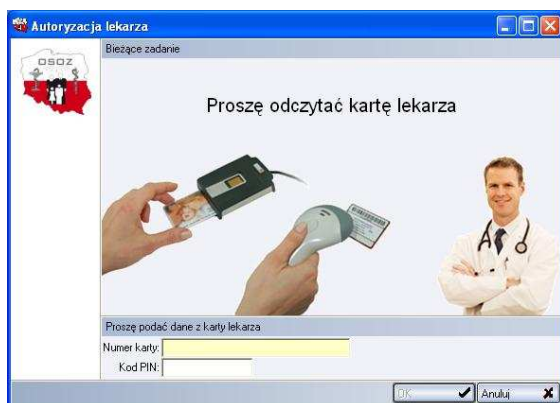 Autoryzacja lekarza
OSOZ
Bieżące zadanie
Proszę odczytać kartę lekarza
Proszę podać dane z karty lekarza
Numer karty:
Kod PIN:
OK
Anuluj